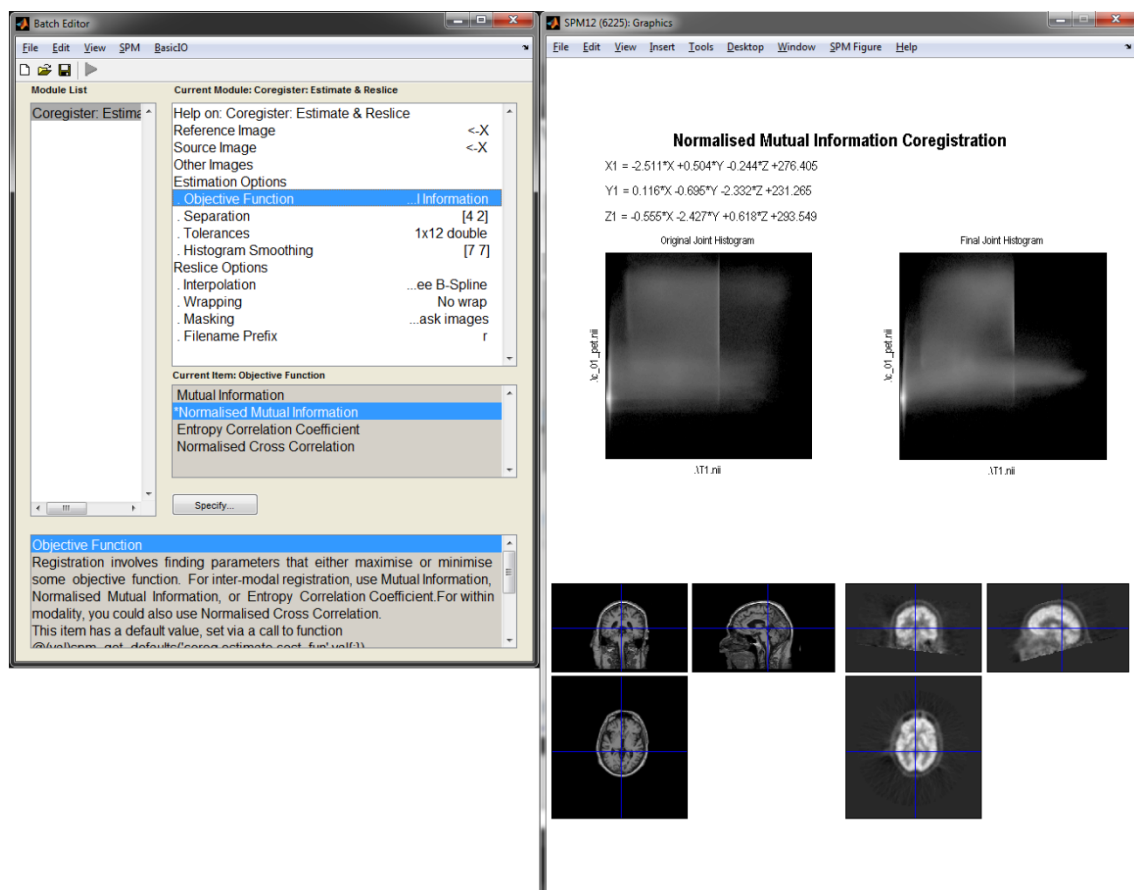 Batch Editor
File Edit View SPM BasicIO
Module List
Coregister: Estima
Current Module: Coregister: Estimate & Reslice
Help on: Coregister: Estimate & Reslice
Reference Image <-X
Source Image <-X
Other Images
Estimation Options
. Objective Function ...l Information
. Separation [4 2]
. Tolerances 1x12 double
. Histogram Smoothing [7 7]
Reslice Options
. Interpolation ...ee B-Spline
. Wrapping No wrap
. Masking ...ask images
. Filename Prefix r
Current Item: Objective Function
Mutual Information
*Normalised Mutual Information
Entropy Correlation Coefficient
Normalised Cross Correlation
Specify...
Objective Function
Registration involves finding parameters that either maximise or minimise
some objective function. For inter-modal registration, use Mutual Information,
Normalised Mutual Information, or Entropy Correlation Coefficient.For within
modality, you could also use Normalised Cross Correlation.
This item has a default value, set via a call to function
SPM12 (6225): Graphics
File Edit View Insert Tools Desktop Window SPM Figure Help
Normalised Mutual Information Coregistration
X1 = -2.511*X +0.504*Y -0.244*Z +276.405
Y1 = 0.116*X -0.695*Y -2.332*Z +231.265
Z1 = -0.555*X -2.427*Y +0.618*Z +293.549
Original Joint Histogram
.\c_01_pet.nii
.\T1.nii
Final Joint Histogram
.\c_01_pet.nii
.\T1.nii